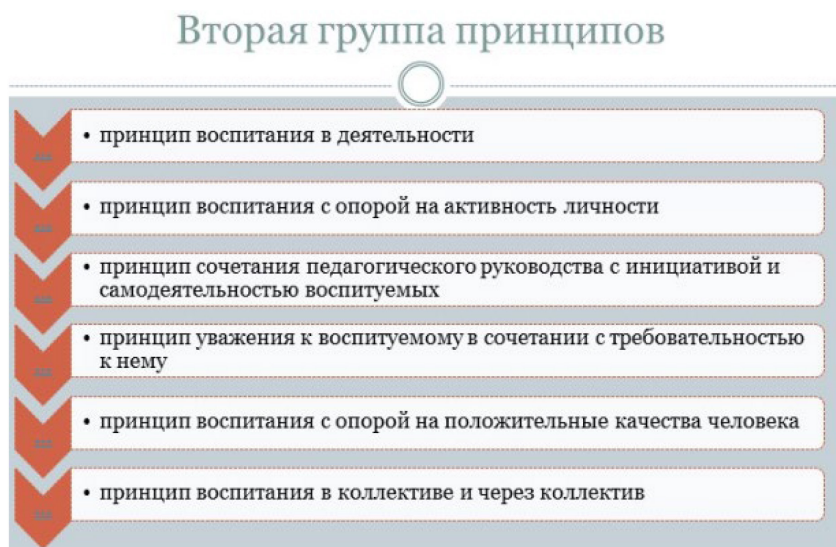 Вторая группа принципов
• принцип воспитания в деятельности
• принцип воспитания с опорой на активность личности
• принцип сочетания педагогического руководства с инициативой и
самодеятельностью воспитуемых
• принцип уважения к воспитуемому в сочетании с требовательностью
к нему
• принцип воспитания с опорой на положительные качества человека
• принцип воспитания в коллективе и через коллектив